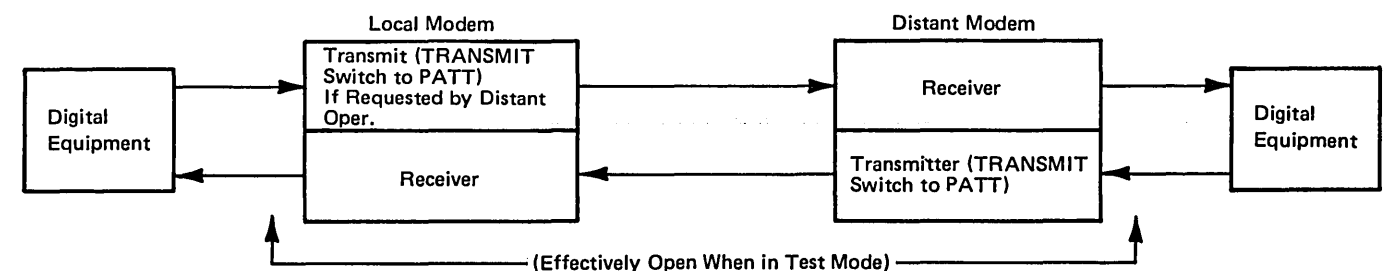 Local Modem
Distant Modem
Digital
Equipment
Transmit (TRANSMIT
Switch to PATT)
If Requested by Distant
Oper.
Receiver
Receiver
Transmitter (TRANSMIT
Switch to PATT)
Digital
Equipment
(Effectively Open When in Test Mode)